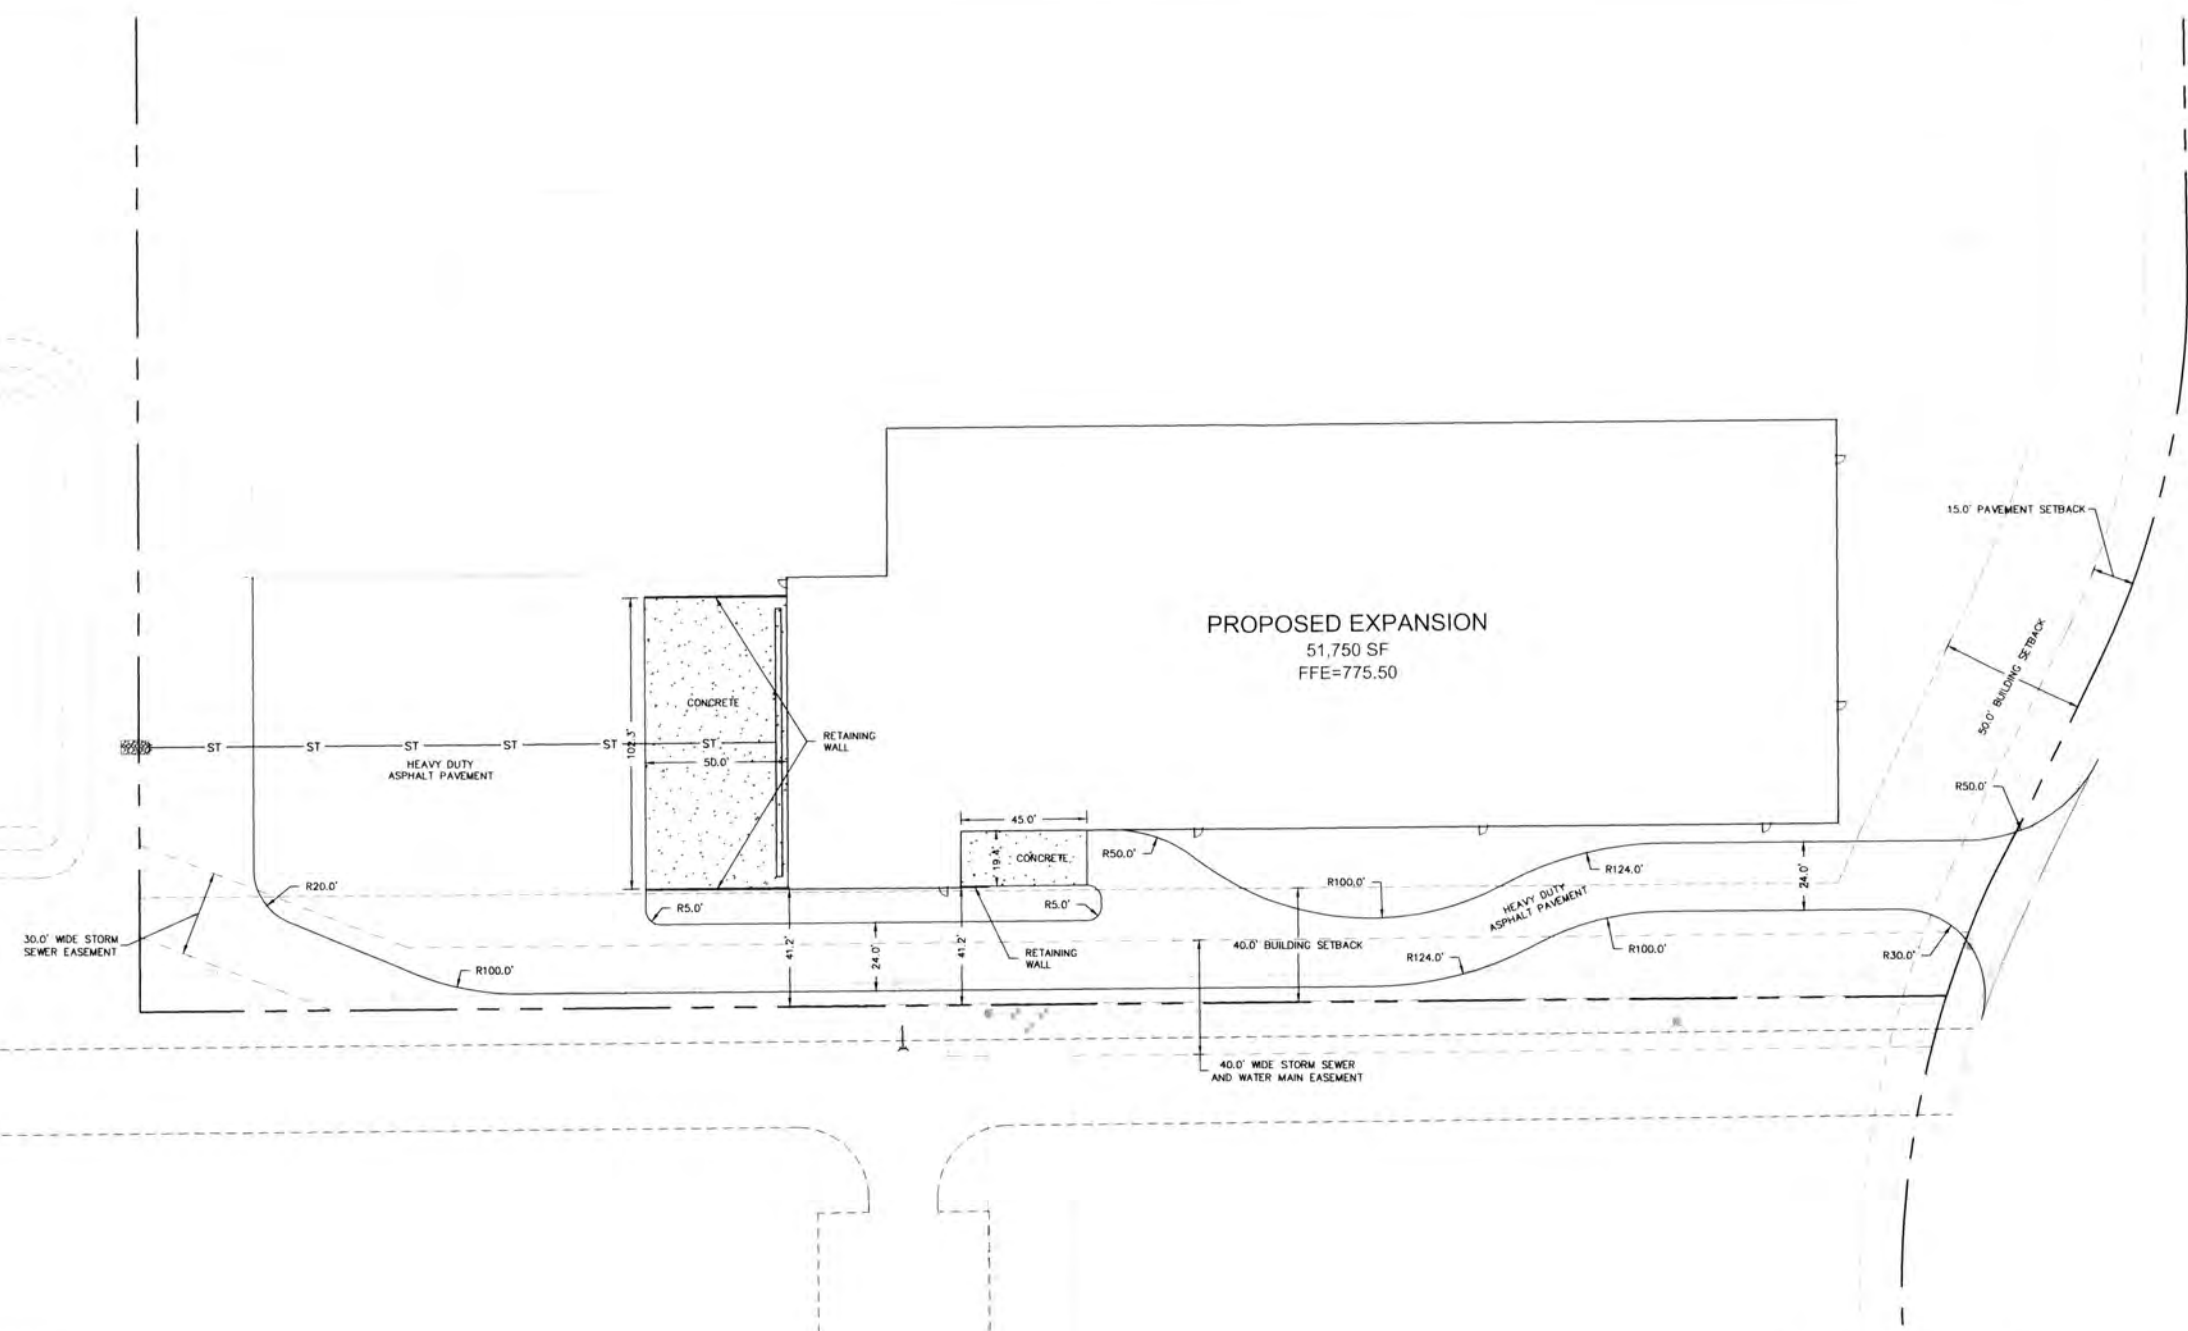 15.0' PAVEMENT SETBACK
PROPOSED EXPANSION
51,750 SF
FFE=775.50
50.0' BUILDING SETBACK
CONCRETE
RETAINING
WALL
102.3'
ST
ST
ST
ST
ST
ST
HEAVY DUTY
ASPHALT PAVEMENT
50.0'
R50.0'
45.0'
19.4'
CONCRETE
R50.0'
R124.0'
24.0'
R20.0'
R100.0'
HEAVY DUTY
ASPHALT PAVEMENT
R5.0'
R5.0'
30.0' WIDE STORM
SEWER EASEMENT
41.2'
24.0'
41.2'
RETAINING
WALL
40.0' BUILDING SETBACK
R124.0'
R100.0'
R30.0'
R100.0'
40.0' WIDE STORM SEWER
AND WATER MAIN EASEMENT